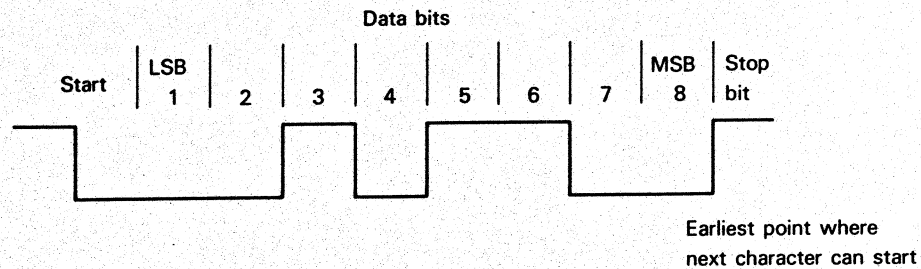 Data bits
Start
LSB
1 2 3 4 5 6 7
MSB
8
Stop
bit
Earliest point where
next character can start